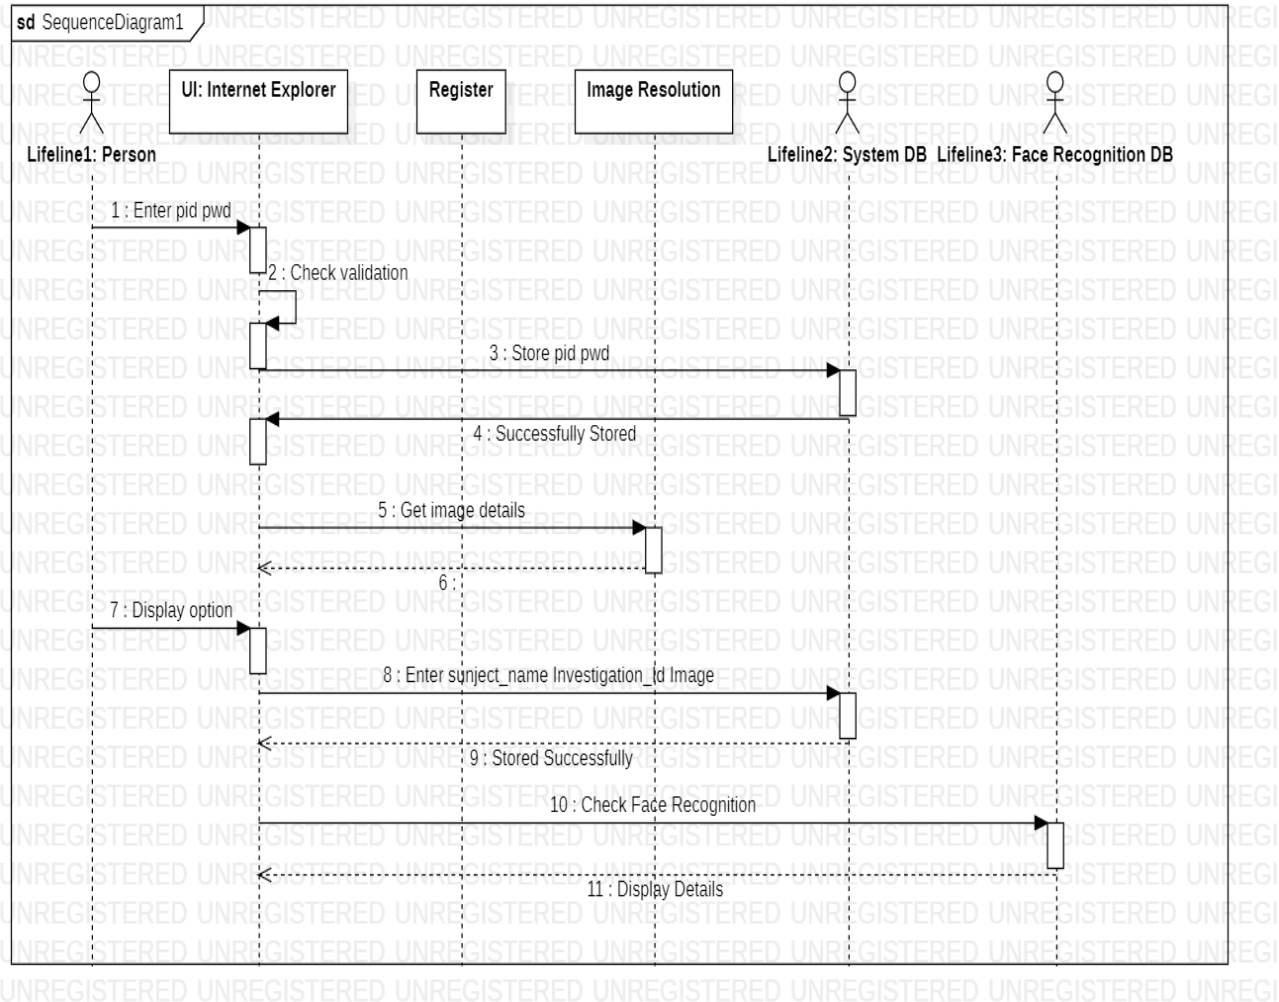 sd SequenceDiagram1
UI: Internet Explorer
Register
Image Resolution
Lifeline1: Person
Lifeline2: System DB
Lifeline3: Face Recognition DB
1 : Enter pid pwd
2 : Check validation
3 : Store pid pwd
4 : Successfully Stored
5 : Get image details
6 :
7 : Display option
8 : Enter sunject_name Investigation_Id Image
9 : Stored Successfully
10 : Check Face Recognition
11 : Display Details
UNREGISTERED